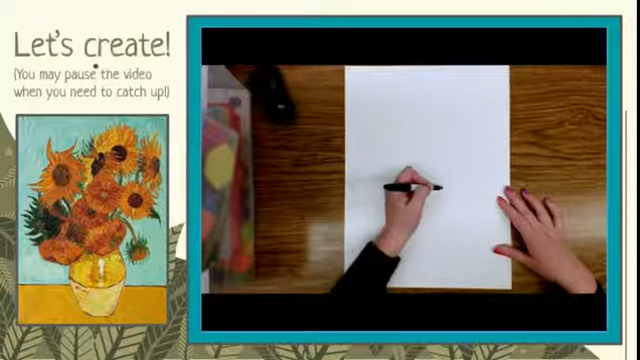 Let's create!
(You may pause the video
when you need to catch up!)